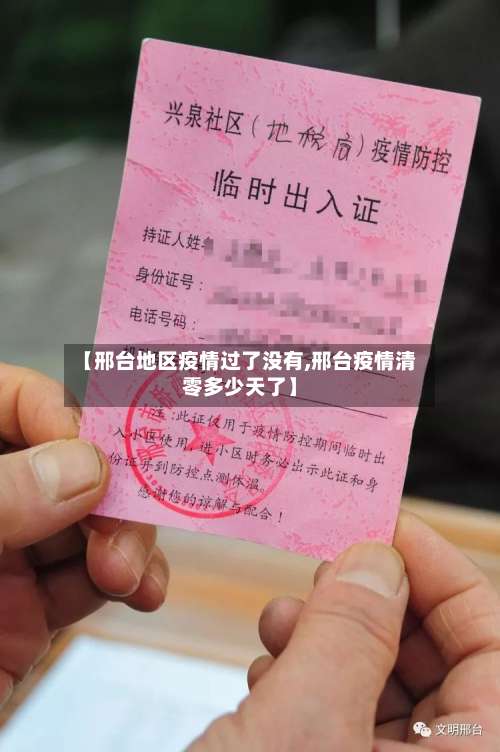 兴泉社区(地税局)疫情防控
临时出入证
持证人姓名
身份证号:
电话号码:
【邢台地区疫情过了没有,邢台疫情清
零多少天了】
注:此证仅用于疫情防控期间临时出
入小区使用,进小区时务必出示此证和身
份证并到防控点测体温。
感谢您的谅解与配合!
文明邢台